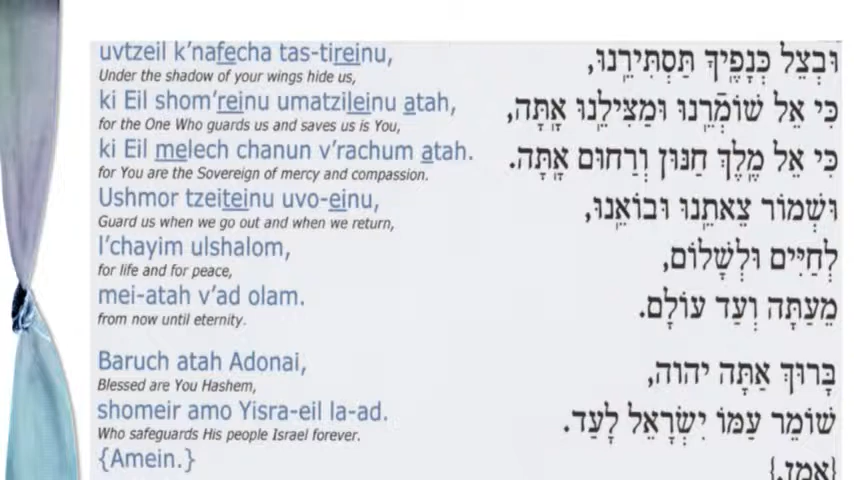 uvtzeil k'nafecha tas-tireinu,
וּבְצֵל כְּנָפֶֽיךָ תַּסְתִּירֵֽנוּ,
Under the shadow of your wings hide us,
ki Eil shom'reinu umatzileinu atah,
כִּי אֵל שׁוֹמְרֵֽנוּ וּמַצִּילֵֽנוּ אָֽתָּה,
for the One Who guards us and saves us is You,
ki Eil melech chanun v'rachum atah.
כִּי אֵל מֶֽלֶךְ חַנּוּן וְרַחוּם אָֽתָּה.
for You are the Sovereign of mercy and compassion.
Ushmor tzeiteinu uvo-einu,
וּשְׁמוֹר צֵאתֵֽנוּ וּבוֹאֵֽנוּ,
Guard us when we go out and when we return,
l'chayim ulshalom,
לְחַיִּים וּלְשָׁלוֹם,
for life and for peace,
mei-atah v'ad olam.
מֵעַתָּה וְעַד עוֹלָם.
from now until eternity.
Baruch atah Adonai,
בָּרוּךְ אַתָּה יהוה,
Blessed are You Hashem,
shomeir amo Yisra-eil la-ad.
שׁוֹמֵר עַמּוֹ יִשְׂרָאֵל לָעַד.
Who safeguards His people Israel forever.
{Amein.}
{אמן.}